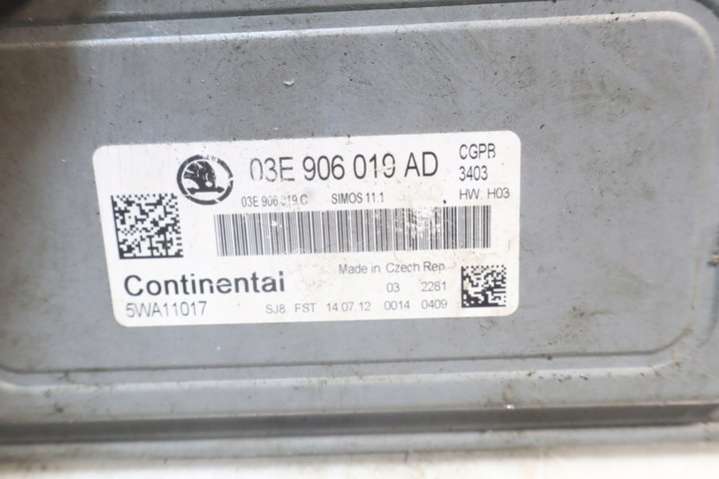 03E 906 019 AD
CGPB
3403
03E 906 019 C SIMOS 11.1
HW H03
Continental
Made in Czech Rep
03 2281
5WA11017
SJ8 FST 14.07.12 0014 0409